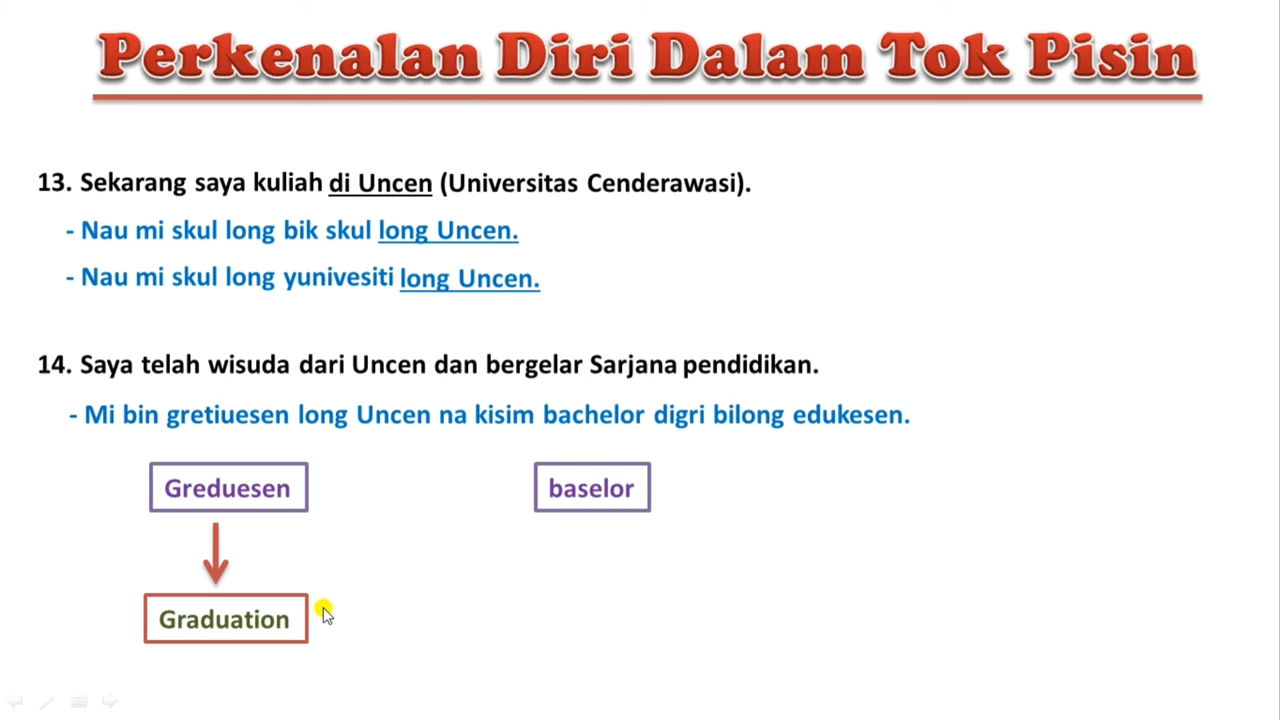 Perkenalan Diri Dalam Tok Pisin
13. Sekarang saya kuliah di Uncen (Universitas Cenderawasi).
- Nau mi skul long bik skul long Uncen.
- Nau mi skul long yunivesiti long Uncen.
14. Saya telah wisuda dari Uncen dan bergelar Sarjana pendidikan.
- Mi bin gretiuesen long Uncen na kisim bachelor digri bilong edukesen.
Greduesen baselor
Graduation